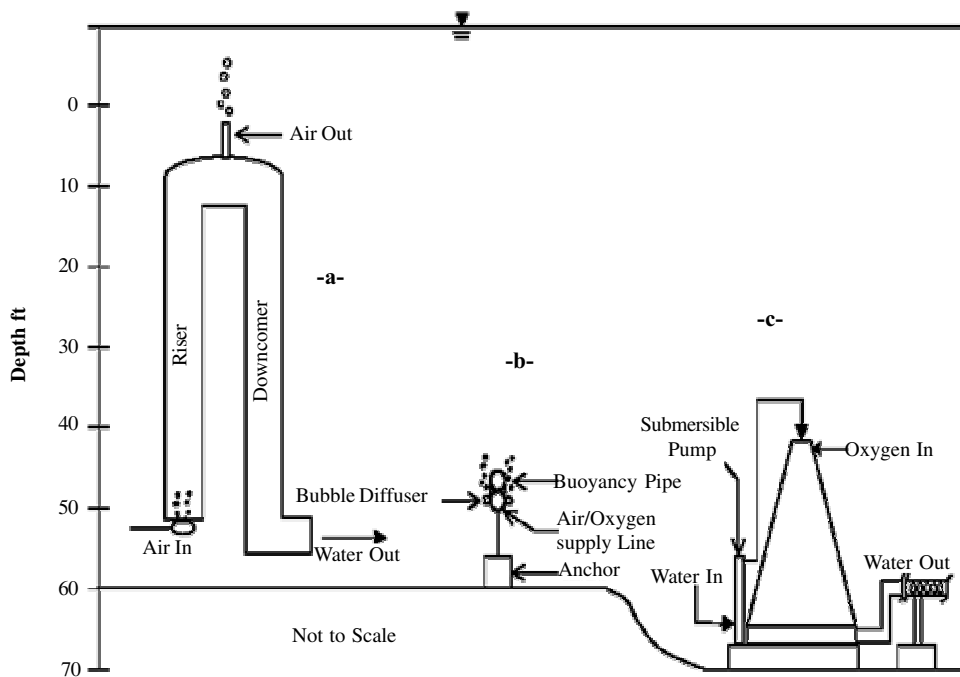 Depth ft
0
10
20
30
40
50
60
70
Air Out
-a-
Riser
Downcomer
Air In
Water Out
-b-
Bubble Diffuser
Buoyancy Pipe
Air/Oxygen
supply Line
Anchor
-c-
Submersible
Pump
Oxygen In
Water In
Water Out
Not to Scale